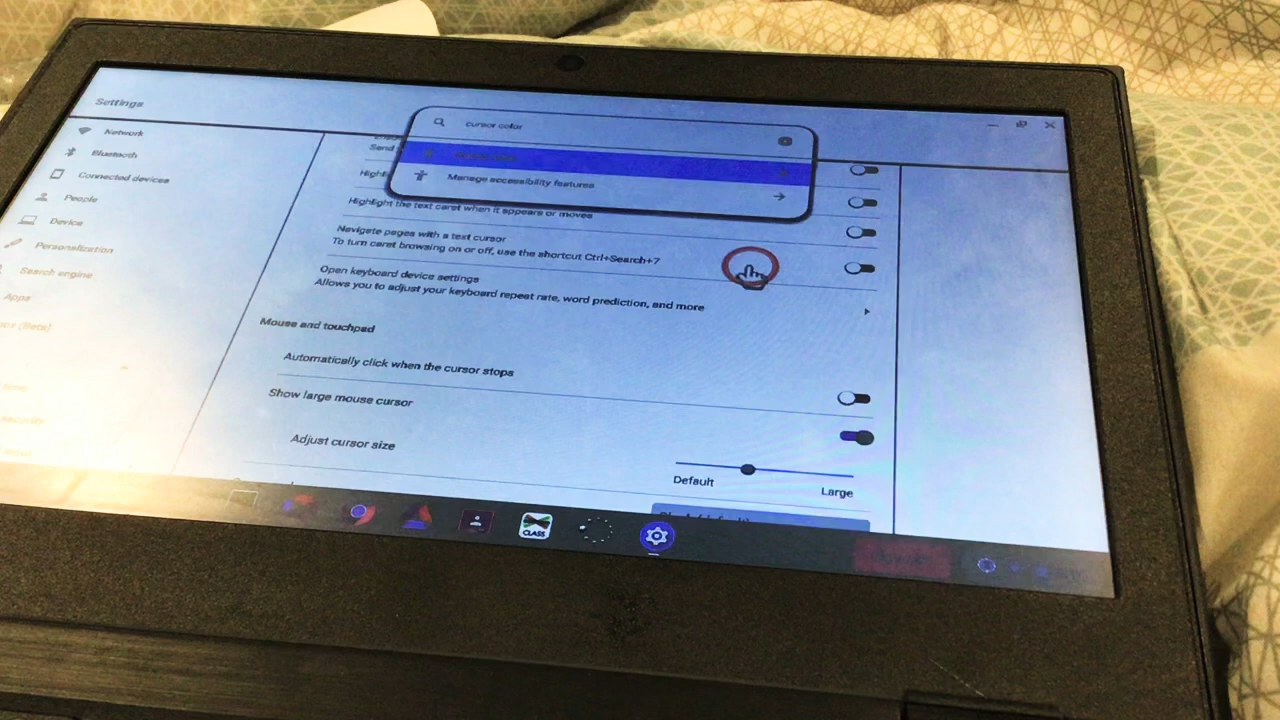 Settings
cursor color
Manage accessibility features
Network
Bluetooth
Connected devices
People
Device
Personalization
Search engine
Apps
(Beta)
security
Send
Highlight the text caret when it appears or moves
Navigate pages with a text cursor
To turn caret browsing on or off, use the shortcut Ctrl+Search+7
Open keyboard device settings
Allows you to adjust your keyboard repeat rate, word prediction, and more
Mouse and touchpad
Automatically click when the cursor stops
Show large mouse cursor
Adjust cursor size
Default
Large
CLASS